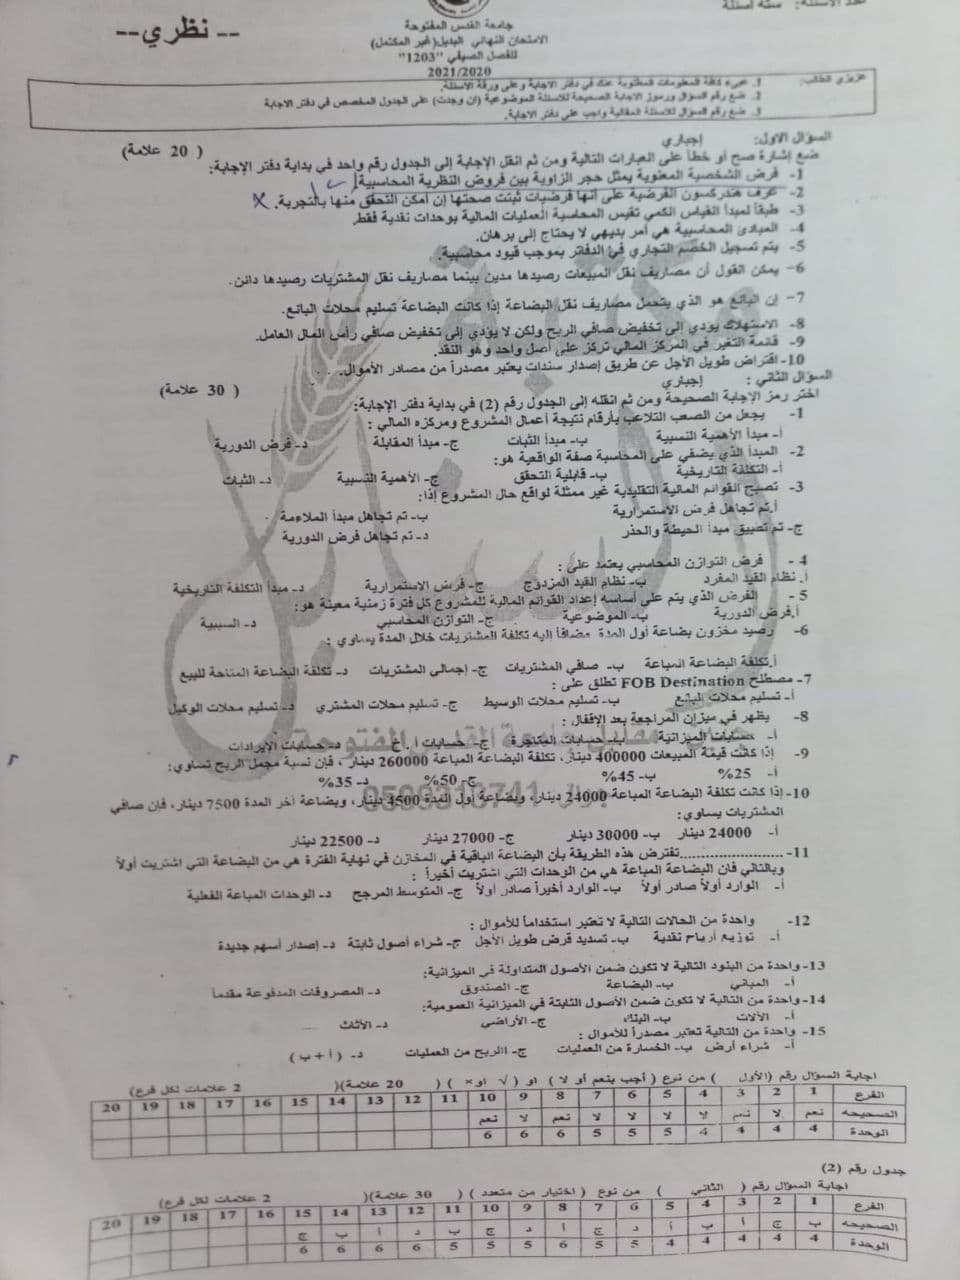 عدد الأسئلة: ستة أسئلة
-- نظري--
جامعة القدس المفتوحة
الامتحان النهائي البديل(غير المكتمل)
للفصل الصيفي "1203"
2021/2020
عزيزي الطالب:
1. عبىء كافة المعلومات المطلوبة عنك في دفتر الاجابة وعلى ورقة الاسئلة.
2. ضع رقم السؤال ورموز الاجابة الصحيحة للاسئلة الموضوعية (ان وجدت) على الجدول المخصص في دفتر الاجابة
3. ضع رقم السؤال للاسئلة المقالية واجب على دفتر الاجابة.
السؤال الاول: إجباري ( 20 علامة)
ضع إشارة صح أو خطأ على العبارات التالية ومن ثم انقل الإجابة إلى الجدول رقم واحد في بداية دفتر الإجابة:
1- فرض الشخصية المعنوية يمثل حجر الزاوية بين فروض النظرية المحاسبية.
2- عرف هندركسون الفرضية على أنها فرضيات ثبتت صحتها إن أمكن التحقق منها بالتجربة.
3- طبقاً لمبدأ القياس الكمي تقيس المحاسبة العمليات المالية بوحدات نقدية فقط.
4- المبادئ المحاسبية هي أمر بديهي لا يحتاج إلى برهان.
5- يتم تسجيل الخصم التجاري في الدفاتر بموجب قيود محاسبية.
6- يمكن القول أن مصاريف نقل المبيعات رصيدها مدين بينما مصاريف نقل المشتريات رصيدها دائن.
7- إن البائع هو الذي يتحمل مصاريف نقل البضاعة إذا كانت البضاعة تسليم محلات البائع.
8- الاستهلاك يؤدي إلى تخفيض صافي الربح ولكن لا يؤدي إلى تخفيض صافي رأس المال العامل.
9- قائمة التغير في المركز المالي تركز على أصل واحد وهو النقد.
10- اقتراض طويل الأجل عن طريق إصدار سندات يعتبر مصدراً من مصادر الأموال.
السؤال الثاني : إجباري ( 30 علامة)
اختر رمز الإجابة الصحيحة ومن ثم انقله إلى الجدول رقم (2) في بداية دفتر الإجابة:
1- يجعل من الصعب التلاعب بأرقام نتيجة أعمال المشروع ومركزه المالي :
أ- مبدأ الأهمية النسبية ب- مبدأ الثبات ج- مبدأ المقابلة د- فرض الدورية
2- المبدأ الذي يضفي على المحاسبة صفة الواقعية هو:
أ- التكلفة التاريخية ب- قابلية التحقق ج- الأهمية النسبية د- الثبات
3- تصبح القوائم المالية التقليدية غير ممثلة لواقع حال المشروع إذا:
أ.تم تجاهل فرض الاستمرارية ب- تم تجاهل مبدأ الملاءمة
ج- تم تطبيق مبدأ الحيطة والحذر د- تم تجاهل فرض الدورية
4- فرض التوازن المحاسبي يعتمد على :
أ. نظام القيد المفرد ب- نظام القيد المزدوج ج- فرض الاستمرارية د- مبدأ التكلفة التاريخية
5- الفرض الذي يتم على أساسه إعداد القوائم المالية للمشروع كل فترة زمنية معينة هو:
أ.فرض الدورية ب- الموضوعية ج- التوازن المحاسبي د- السببية
6- رصيد مخزون بضاعة أول المدة مضافاً إليه تكلفة المشتريات خلال المدة يساوي :
أ.تكلفة البضاعة المباعة ب- صافي المشتريات ج- إجمالي المشتريات د- تكلفة البضاعة المتاحة للبيع
7- مصطلح FOB Destination تطلق على :
أ- تسليم محلات البائع ب- تسليم محلات الوسيط ج- تسليم محلات المشتري د- تسليم محلات الوكيل
8- يظهر في ميزان المراجعة بعد الإقفال :
أ- حسابات الميزانية ب- حسابات المتاجرة ج- حسابات أ . خ د- حسابات الإيرادات
9- إذا كانت قيمة المبيعات 400000 دينار، تكلفة البضاعة المباعة 260000 دينار ، فإن نسبة مجمل الربح تساوي:
أ- 25% ب- 45% ج- 50% د- 35%
10- إذا كانت تكلفة البضاعة المباعة 24000 دينار، وبضاعة أول المدة 4500 دينار، وبضاعة آخر المدة 7500 دينار، فإن صافي
المشتريات يساوي:
أ- 24000 دينار ب- 30000 دينار ج- 27000 دينار د- 22500 دينار
11- ........................تفترض هذه الطريقة بأن البضاعة الباقية في المخازن في نهاية الفترة هي من البضاعة التي اشتريت أولاً
وبالتالي فان البضاعة المباعة هي من الوحدات التي اشتريت أخيراً :
أ- الوارد أولاً صادر أولاً ب- الوارد أخيراً صادر أولاً ج- المتوسط المرجح د- الوحدات المباعة الفعلية
12- واحدة من الحالات التالية لا تعتبر استخداماً للأموال :
أ- توزيع أرباح نقدية ب- تسديد قرض طويل الأجل ج- شراء أصول ثابتة د- إصدار أسهم جديدة
13- واحدة من البنود التالية لا تكون ضمن الأصول المتداولة في الميزانية:
أ- المباني ب- البضاعة ج- الصندوق د- المصروفات المدفوعة مقدماً
14- واحدة من التالية لا تكون ضمن الأصول الثابتة في الميزانية العمومية:
أ- الآلات ب- البنك ج- الأراضي د- الأثاث
15- واحدة من التالية تعتبر مصدراً للأموال :
أ- شراء أرض ب- الخسارة من العمليات ج- الربح من العمليات د- ( أ + ب )
اجابة السؤال رقم (الأول ) من نوع ( أجب بنعم أو لا ) او ( √ او× ) ( 20 علامة)( 2 علامات لكل فرع)
الفرع 1 2 3 4 5 6 7 8 9 10 11 12 13 14 15 16 17 18 19 20
الصحيحه نعم لا نعم لا لا لا لا نعم لا نعم
الوحدة 4 4 4 4 5 5 5 6 6 6
جدول رقم (2)
اجابة السؤال رقم ( الثاني ) من نوع ( اختيار من متعدد ) ( 30 علامة)( 2 علامات لكل فرع)
الفرع 1 2 3 4 5 6 7 8 9 10 11 12 13 14 15 16 17 18 19 20
الصحيحه ب ج أ ب أ د ج أ د ج ب د أ ب ج
الوحدة 4 4 4 4 4 5 5 6 5 5 5 6 6 6 6